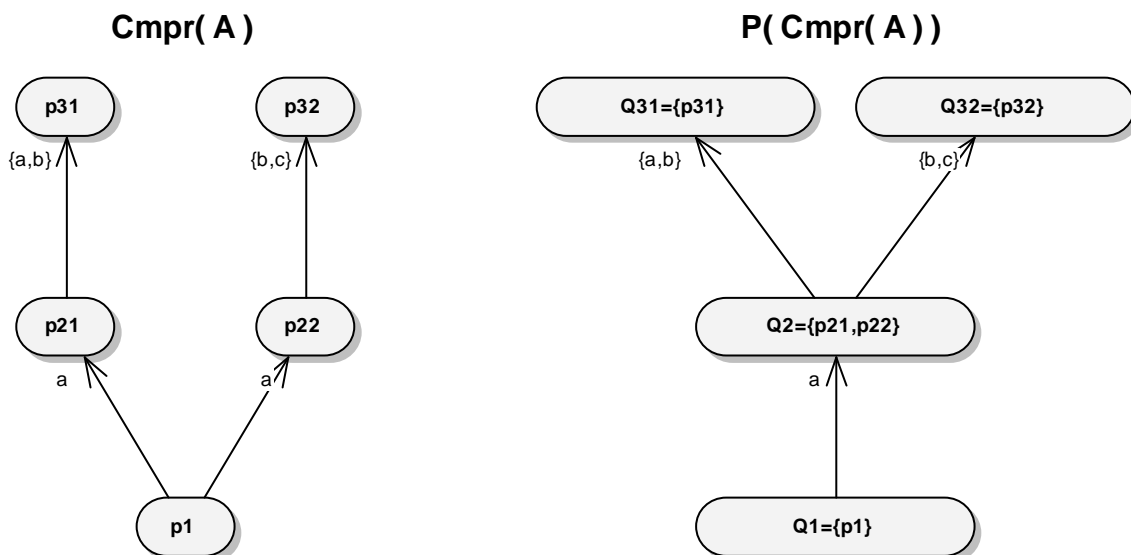 Cmpr( A )
P( Cmpr( A ) )
p31
p32
Q31={p31}
Q32={p32}
{a,b}
{b,c}
{a,b}
{b,c}
p21
p22
Q2={p21,p22}
a
a
a
p1
Q1={p1}